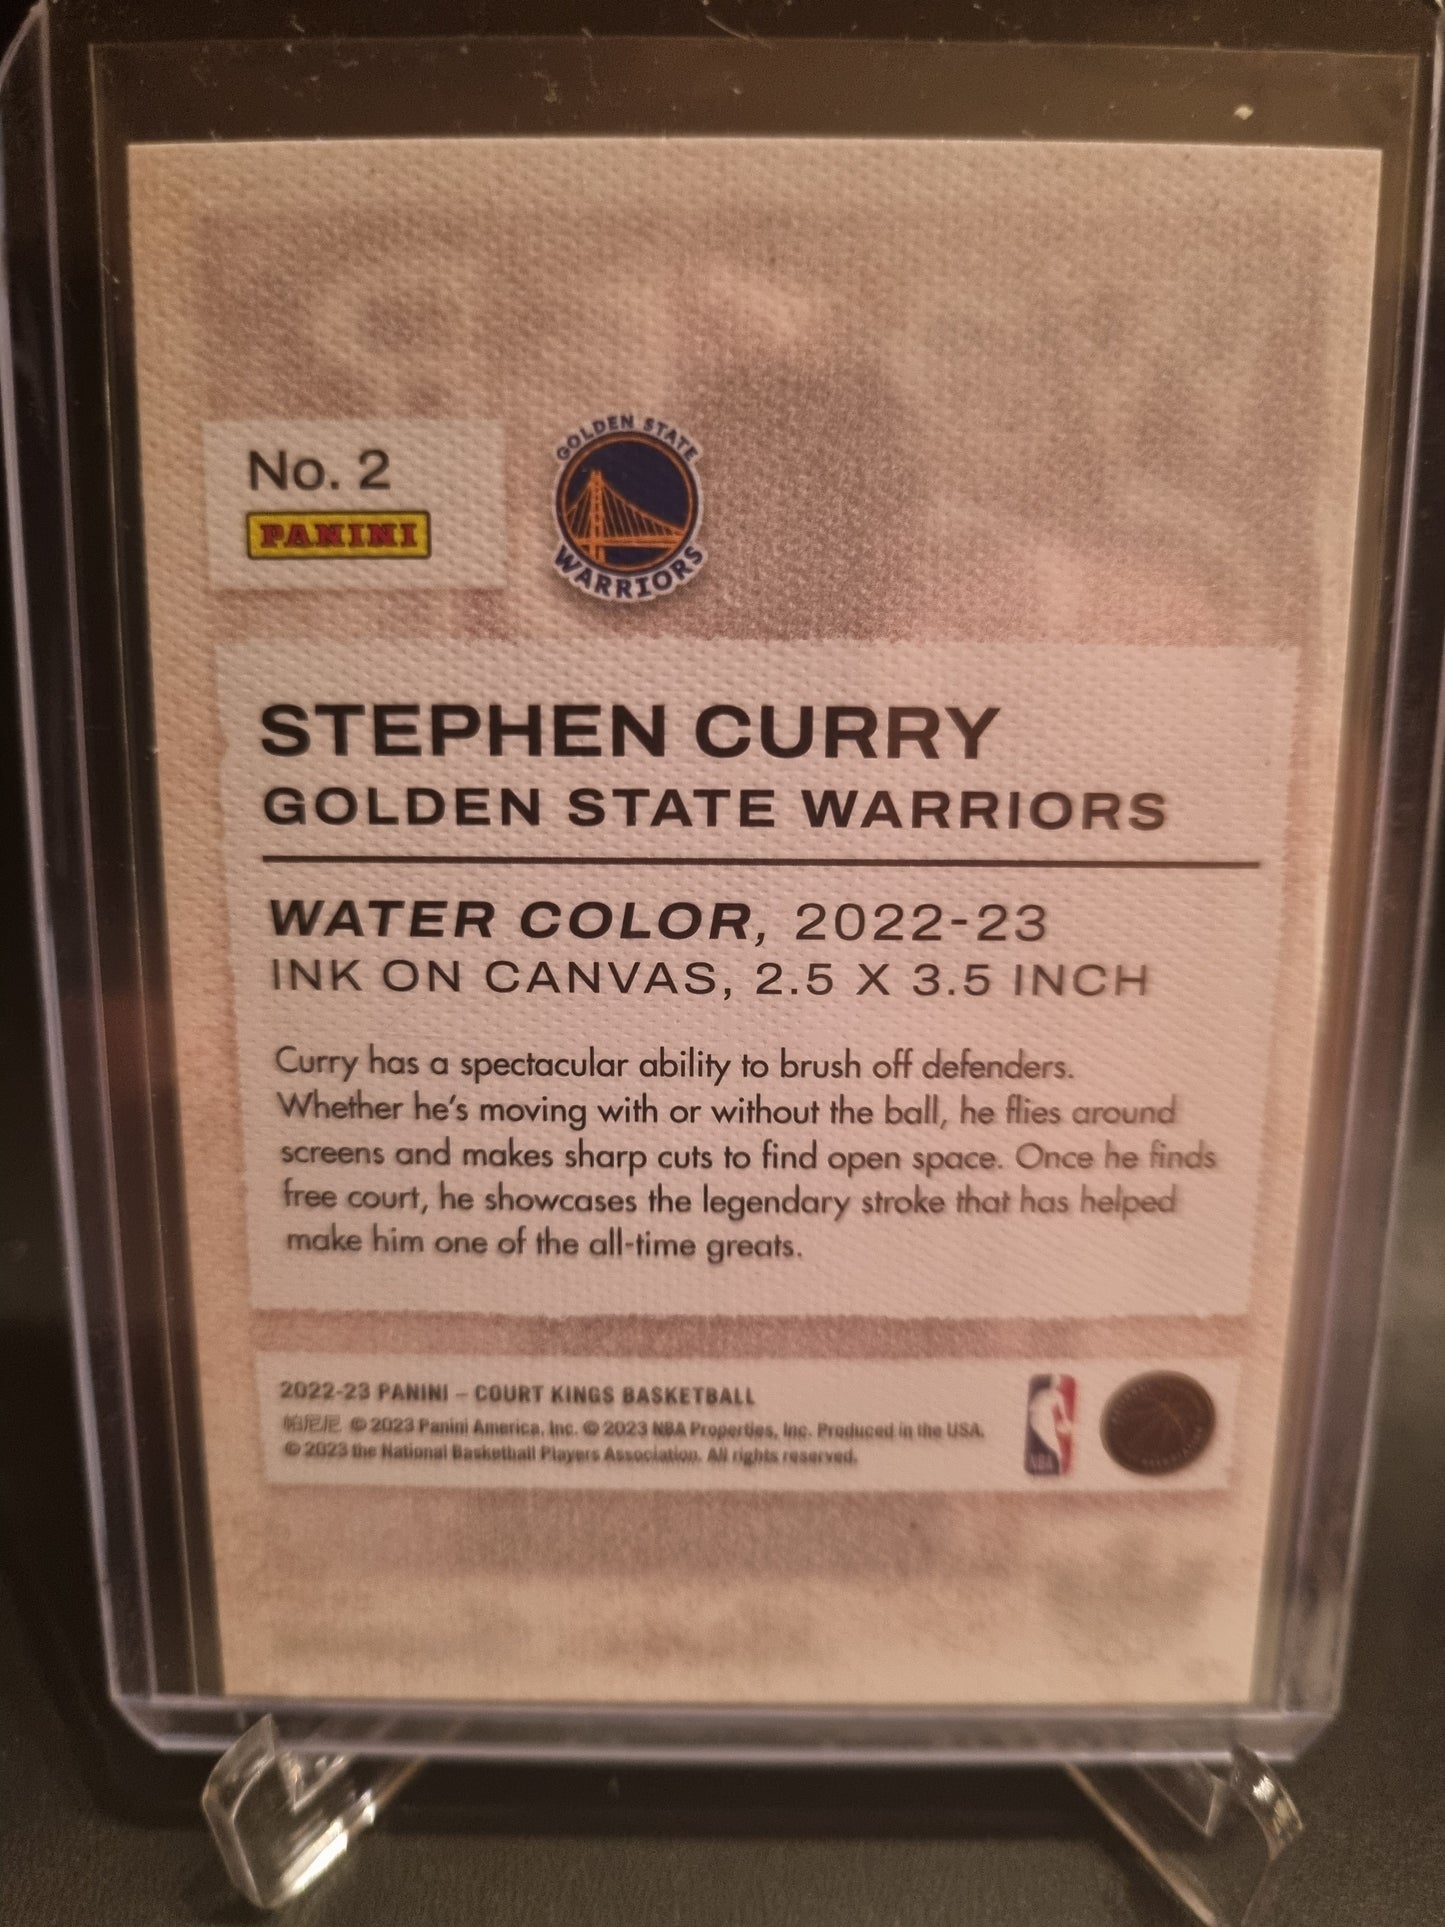 No. 2
PANINI
GOLDEN STATE
WARRIORS
STEPHEN CURRY
GOLDEN STATE WARRIORS
WATER COLOR, 2022-23
INK ON CANVAS, 2.5 X 3.5 INCH
Curry has a spectacular ability to brush off defenders.
Whether he's moving with or without the ball, he flies around
screens and makes sharp cuts to find open space. Once he finds
free court, he showcases the legendary stroke that has helped
make him one of the all-time greats.
2022-23 PANINI – COURT KINGS BASKETBALL
帕尼尼 © 2023 Panini America, Inc. © 2023 NBA Properties, Inc. Produced in the USA.
© 2023 the National Basketball Players Association. All rights reserved.
NBA